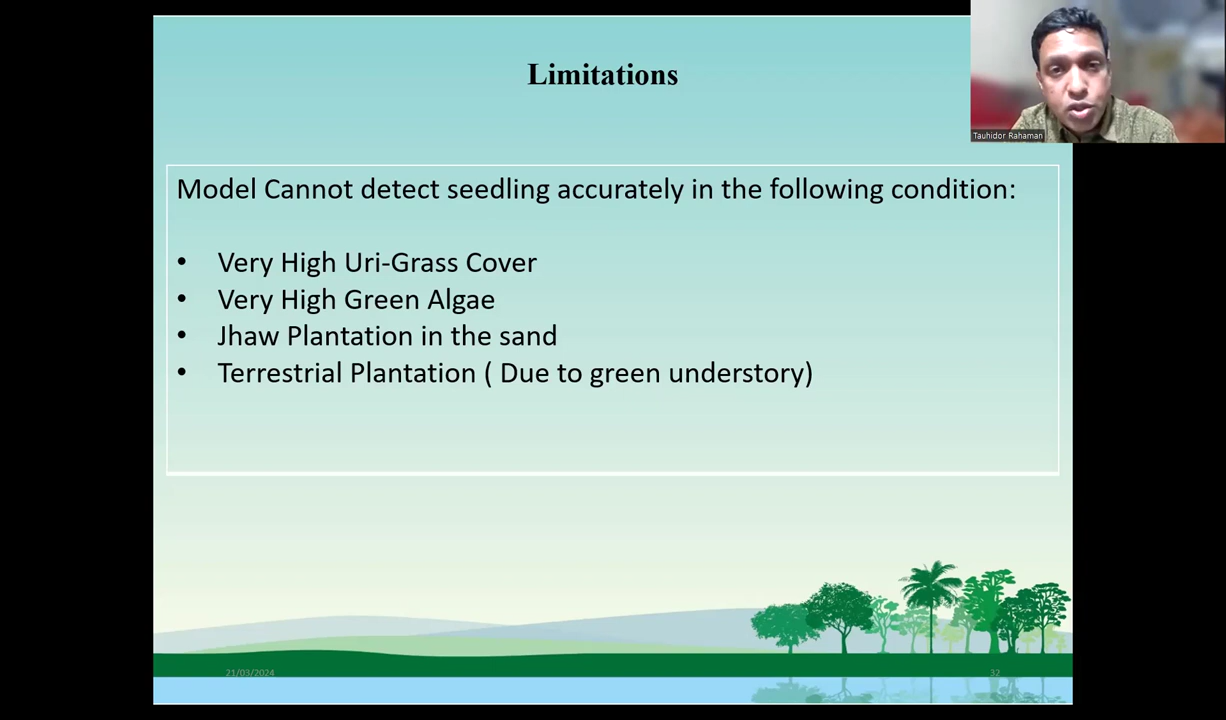 Limitations
Tauhidor Rahaman
Model Cannot detect seedling accurately in the following condition:
• Very High Uri-Grass Cover
• Very High Green Algae
• Jhaw Plantation in the sand
• Terrestrial Plantation ( Due to green understory)
21/03/2024
32